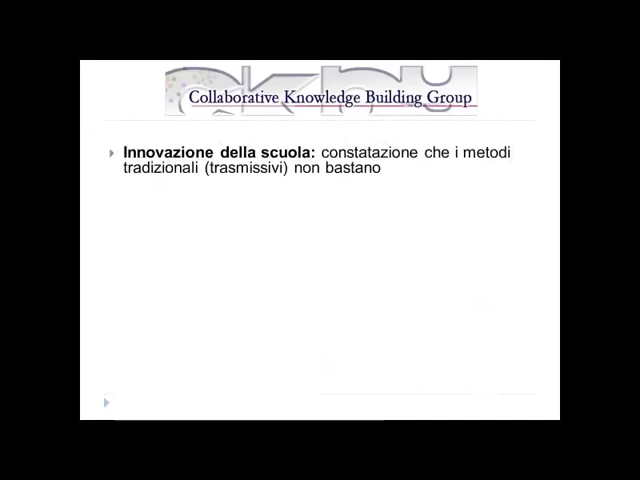 Collaborative Knowledge Building Group
Innovazione della scuola: constatazione che i metodi
tradizionali (trasmissivi) non bastano